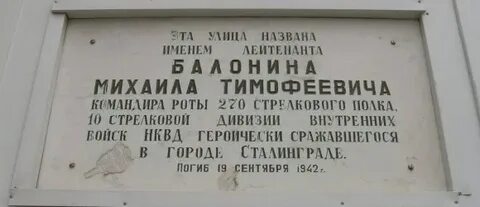 Эта улица названа
именем лейтенанта
БАЛОНИНА
МИХАИЛА ТИМОФЕЕВИЧА
командира роты 270 стрелкового полка,
10 стрелковой дивизии внутренних
войск НКВД героически сражавшегося
в городе Сталинграде.
Погиб 19 сентября 1942г.